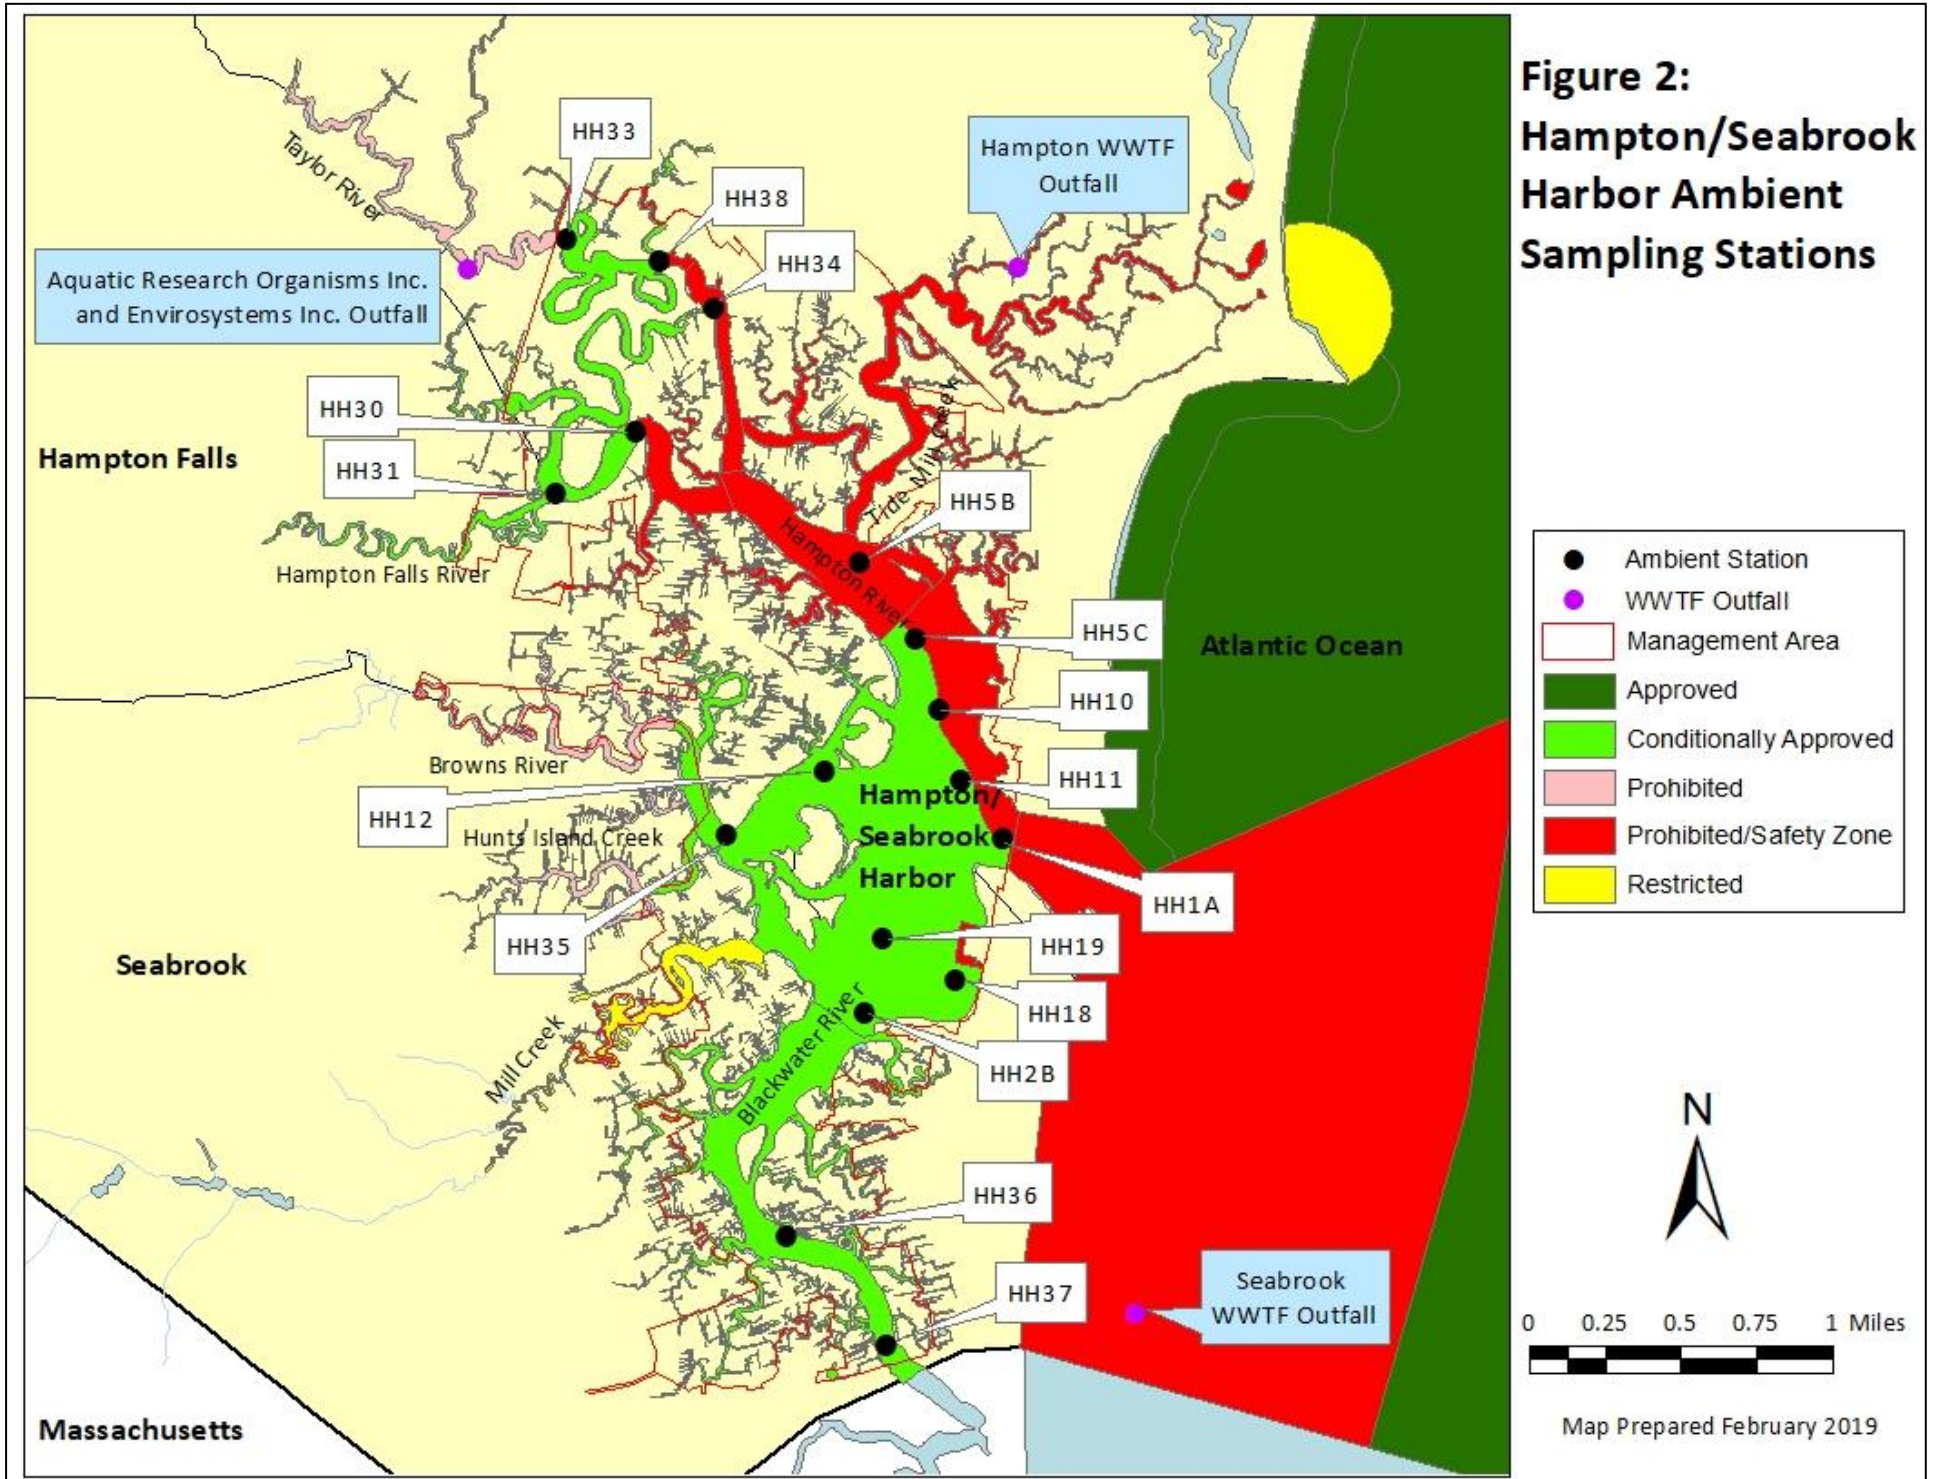 Figure 2:
Hampton/Seabrook
Harbor Ambient
Sampling Stations
HH33
Hampton WWTF
Outfall
Taylor River
HH38
HH34
Aquatic Research Organisms Inc.
and Envirosystems Inc. Outfall
HH30
Hampton Falls
HH31
Tide Mill Creek
HH5B
Hampton River
Hampton Falls River
HH5C
Atlantic Ocean
HH10
Browns River
HH11
HH12
Hampton/
Seabrook
Harbor
Hunts Island Creek
HH1A
HH35
HH19
Seabrook
HH18
Mill Creek
Blackwater River
HH2B
HH36
HH37
Seabrook
WWTF Outfall
Massachusetts
Ambient Station
WWTF Outfall
Management Area
Approved
Conditionally Approved
Prohibited
Prohibited/Safety Zone
Restricted
N
0 0.25 0.5 0.75 1 Miles
Map Prepared February 2019